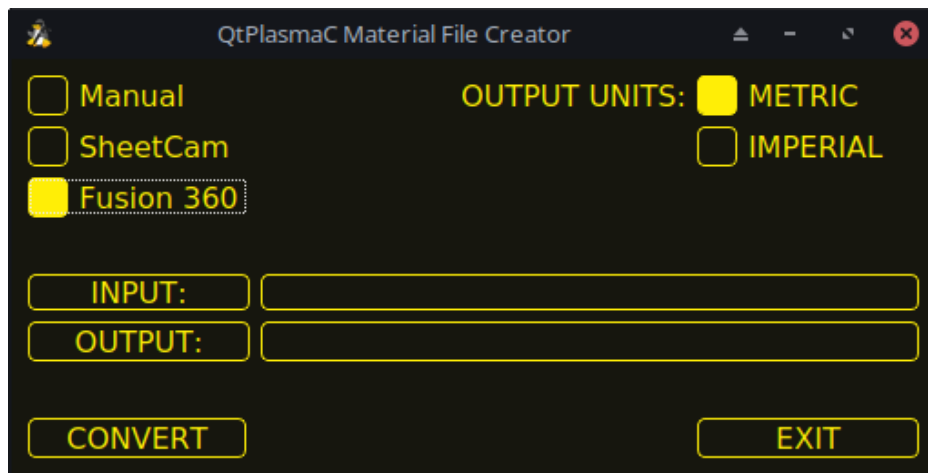 QtPlasmaC Material File Creator
Manual OUTPUT UNITS: METRIC
SheetCam IMPERIAL
Fusion 360
INPUT:
OUTPUT:
CONVERT EXIT